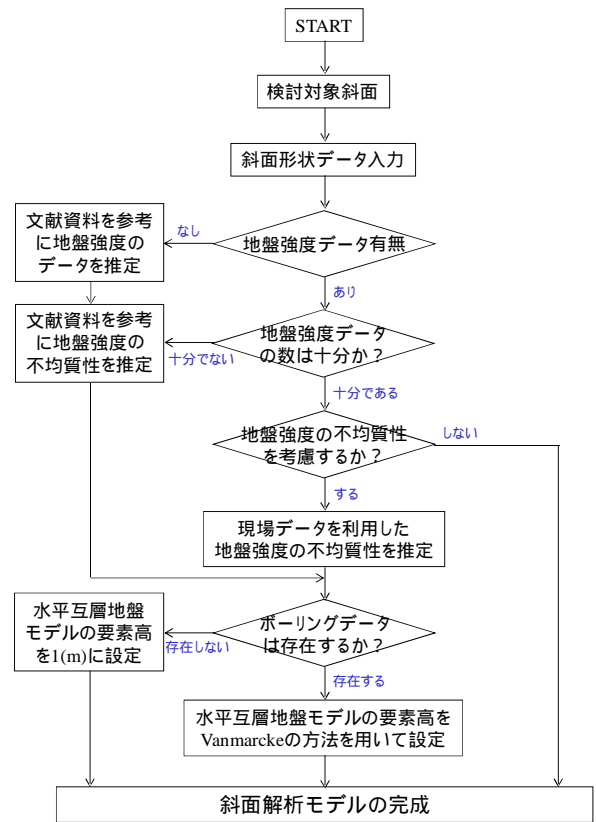 START
検討対象斜面
斜面形状データ入力
文献資料を参考
に地盤強度の
データを推定
なし
地盤強度データ有無
あり
文献資料を参考
に地盤強度の
不均質性を推定
十分でない
地盤強度データ
の数は十分か？
十分である
地盤強度の不均質性
を考慮するか？
しない
する
現場データを利用した
地盤強度の不均質性を推定
水平互層地盤
モデルの要素高
を1(m)に設定
存在しない
ボーリングデータ
は存在するか？
存在する
水平互層地盤モデルの要素高を
Vanmarckeの方法を用いて設定
斜面解析モデルの完成